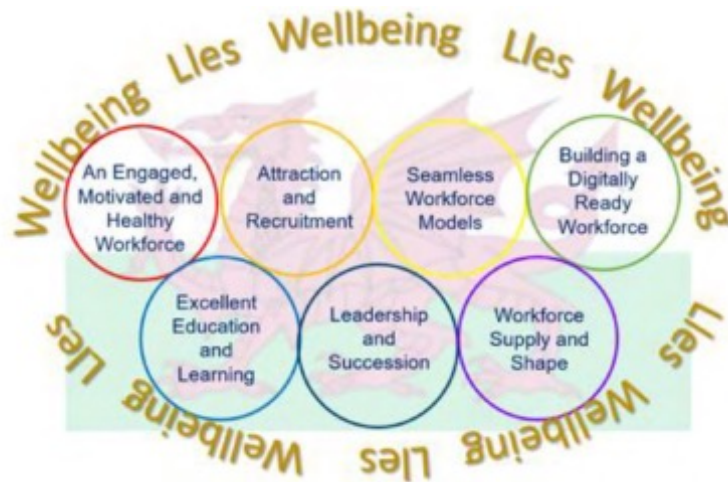 Wellbeing Lles Wellbeing Lles Wellbeing
An Engaged,
Motivated and
Healthy
Workforce
Attraction
and
Recruitment
Seamless
Workforce
Models
Building a
Digitally
Ready
Workforce
Excellent
Education
and
Learning
Leadership
and
Succession
Workforce
Supply and
Shape
Lles Wellbeing Lles Wellbeing Lles